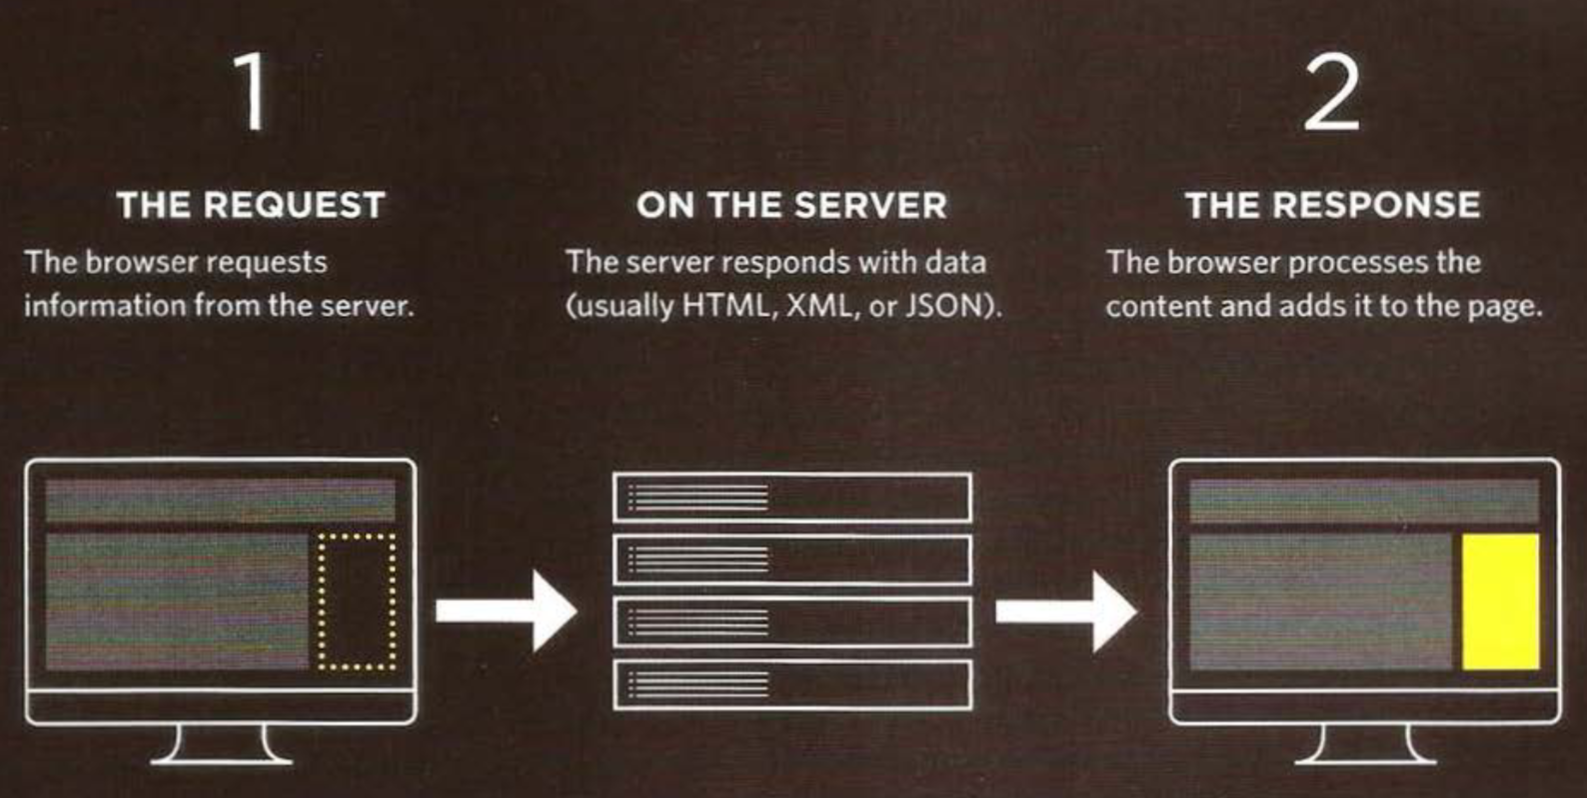 1
THE REQUEST
The browser requests
information from the server.
ON THE SERVER
The server responds with data
(usually HTML, XML, or JSON).
2
THE RESPONSE
The browser processes the
content and adds it to the page.